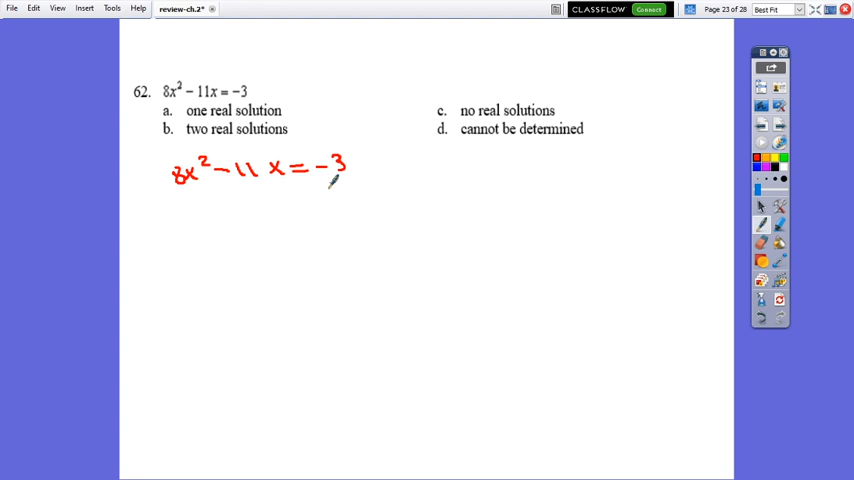 File Edit View Insert Tools Help review-ch.2* CLASSFLOW Connect Page 23 of 28 Best Fit
62. 8x² − 11x = −3
a. one real solution c. no real solutions
b. two real solutions d. cannot be determined
8x² − 11 x = −3